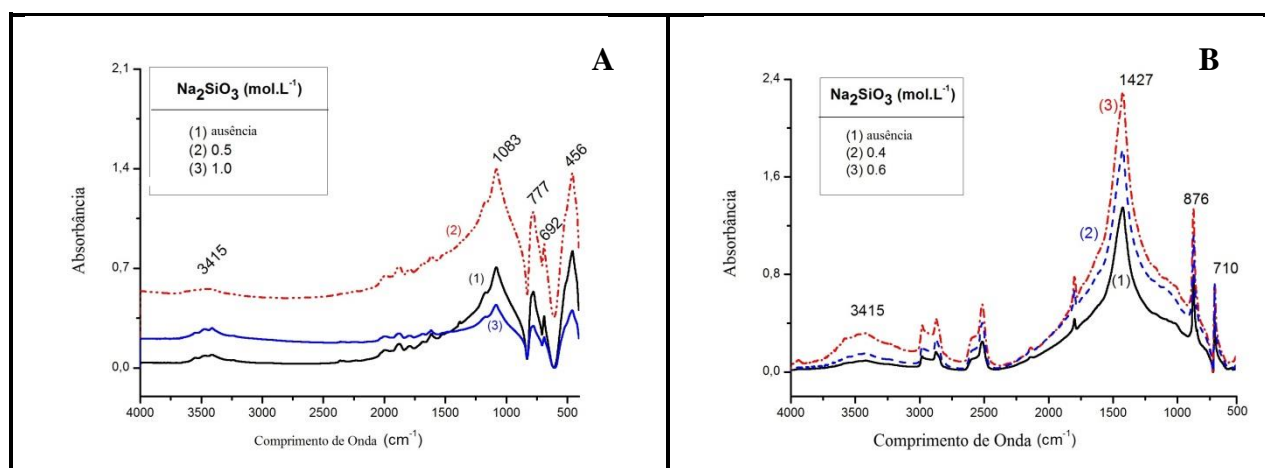 A
2,1
1,4
0,7
0,0
Absorbância
Na₂SiO₃ (mol.L⁻¹)
(1) ausência
(2) 0.5
(3) 1.0
3415
1083
777
692
456
(2)
(1)
(3)
4000 3500 3000 2500 2000 1500 1000 500
Comprimento de Onda (cm⁻¹)
B
2,4
1,6
0,8
0,0
Absorbância
Na₂SiO₃ (mol.L⁻¹)
(1) ausência
(2) 0.4
(3) 0.6
3415
1427
876
710
(3)
(2)
(1)
4000 3500 3000 2500 2000 1500 1000 500
Comprimento de Onda (cm⁻¹)